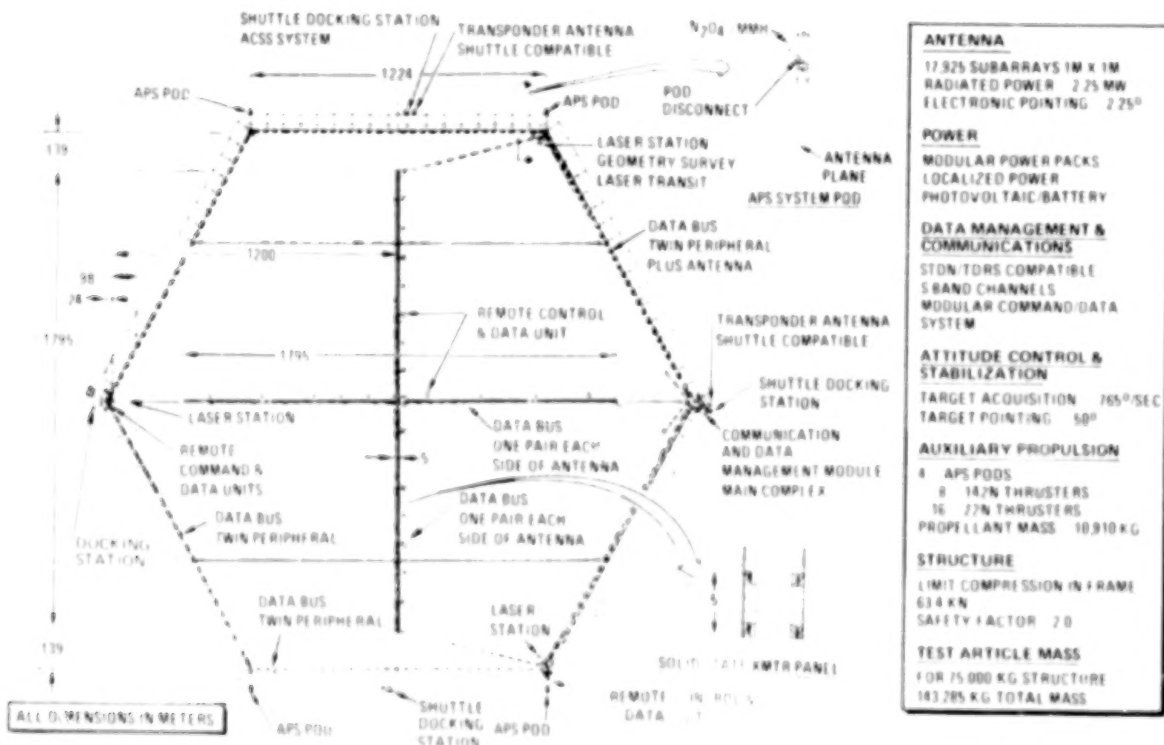 SHUTTLE DOCKING STATION
ACSS SYSTEM
TRANSPONDER ANTENNA
SHUTTLE COMPATIBLE
N2O4 / MMH
1224
APS POD
APS POD
POD
DISCONNECT
139
LASER STATION
GEOMETRY SURVEY
LASER TRANSIT
ANTENNA
PLANE
APS SYSTEM POD
DATA BUS
TWIN PERIPHERAL
PLUS ANTENNA
1200
98
24
1795
REMOTE CONTROL
& DATA UNIT
1795
TRANSPONDER ANTENNA
SHUTTLE COMPATIBLE
SHUTTLE DOCKING
STATION
LASER STATION
DATA BUS
ONE PAIR EACH
SIDE OF ANTENNA
COMMUNICATION
AND DATA
MANAGEMENT MODULE
MAIN COMPLEX
REMOTE
COMMAND &
DATA UNITS
5
DATA BUS
ONE PAIR EACH
SIDE OF ANTENNA
DATA BUS
TWIN PERIPHERAL
DOCKING
STATION
DATA BUS
TWIN PERIPHERAL
LASER
STATION
5
139
XMTR PANEL
REMOTE
DATA
ALL DIMENSIONS IN METERS
APS POD
SHUTTLE
DOCKING
STATION
APS POD
ANTENNA
17,925 SUBARRAYS 1M X 1M
RADIATED POWER 2.25 MW
ELECTRONIC POINTING 2.25°
POWER
MODULAR POWER PACKS
LOCALIZED POWER
PHOTOVOLTAIC/BATTERY
DATA MANAGEMENT &
COMMUNICATIONS
STDN/TDRS COMPATIBLE
S BAND CHANNELS
MODULAR COMMAND/DATA
SYSTEM
ATTITUDE CONTROL &
STABILIZATION
TARGET ACQUISITION 765°/SEC
TARGET POINTING 50°
AUXILIARY PROPULSION
4 APS PODS
8 142N THRUSTERS
16 22N THRUSTERS
PROPELLANT MASS 10,910 KG
STRUCTURE
LIMIT COMPRESSION IN FRAME
63.4 KN
SAFETY FACTOR 2.0
TEST ARTICLE MASS
FOR 75,000 KG STRUCTURE
143,285 KG TOTAL MASS